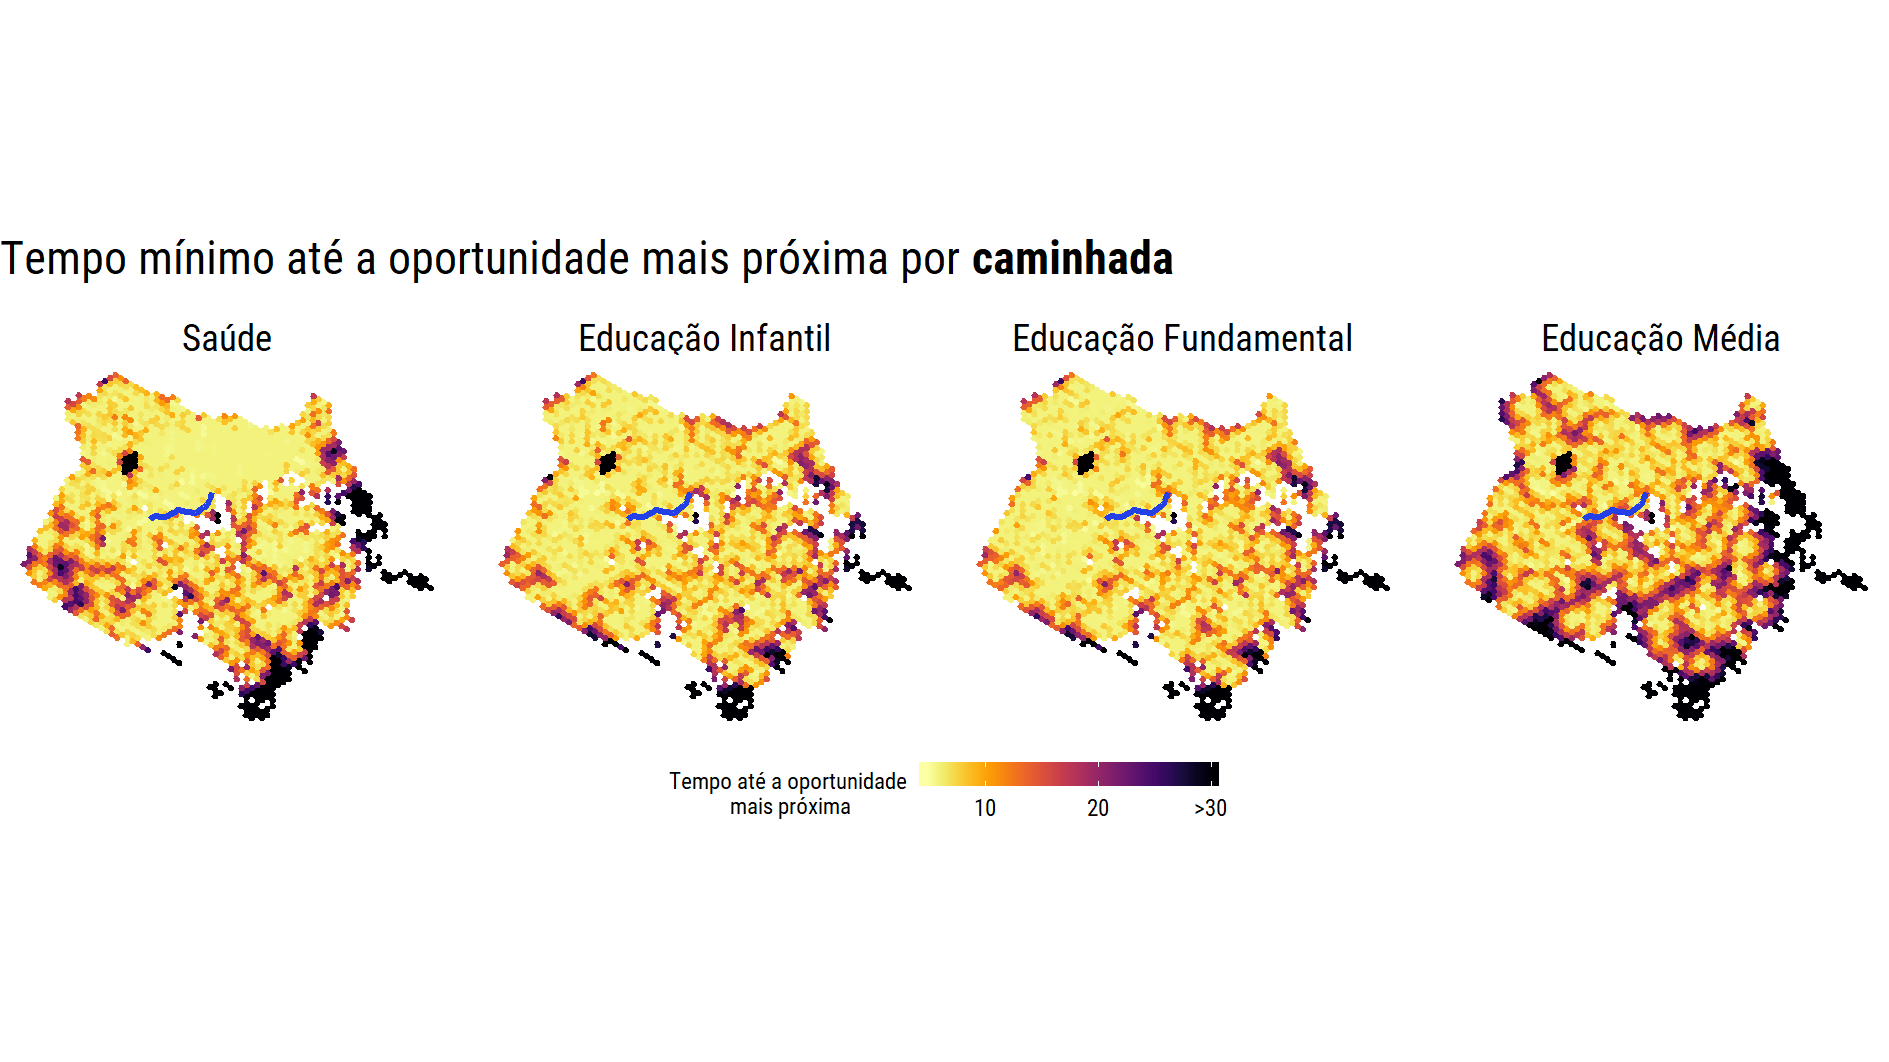 Tempo mínimo até a oportunidade mais próxima por caminhada
Saúde
Educação Infantil
Educação Fundamental
Educação Média
Tempo até a oportunidade
mais próxima
10
20
>30